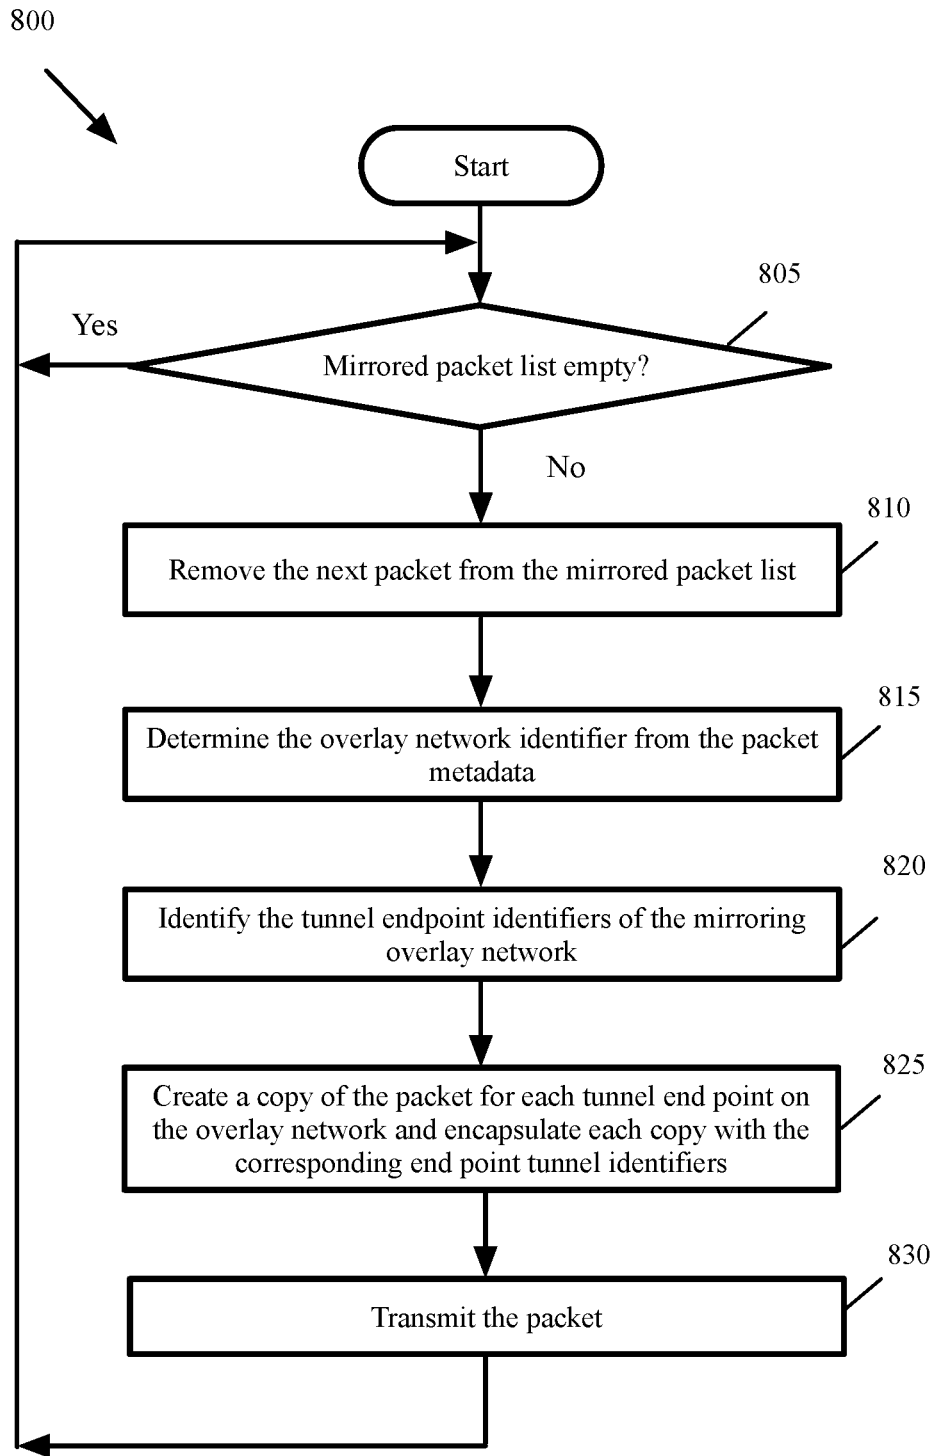 800
Start
805
Yes
Mirrored packet list empty?
No
810
Remove the next packet from the mirrored packet list
815
Determine the overlay network identifier from the packet
metadata
820
Identify the tunnel endpoint identifiers of the mirroring
overlay network
825
Create a copy of the packet for each tunnel end point on
the overlay network and encapsulate each copy with the
corresponding end point tunnel identifiers
830
Transmit the packet